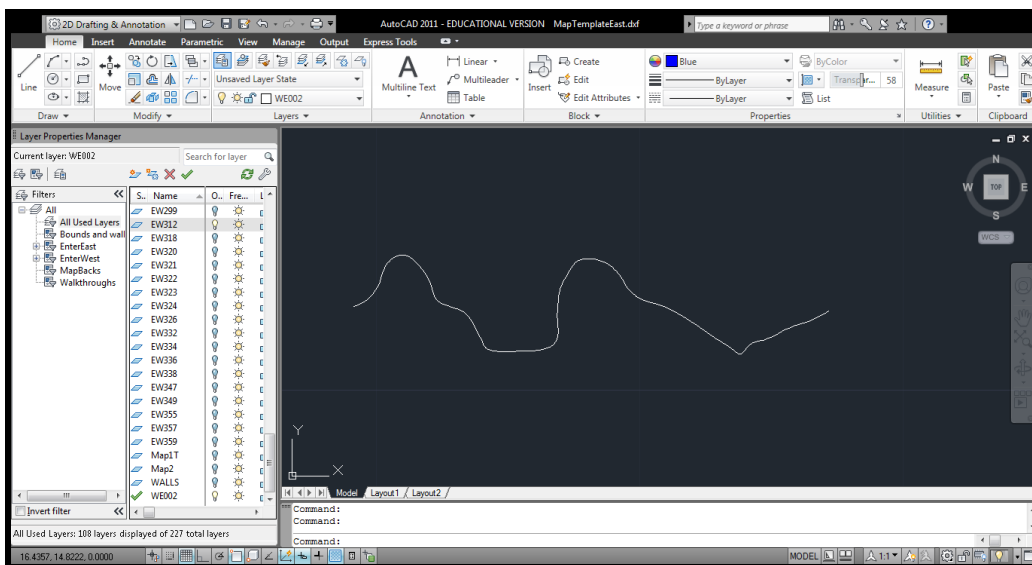 2D Drafting & Annotation
AutoCAD 2011 - EDUCATIONAL VERSION MapTemplateEast.dxf
Type a keyword or phrase
Home Insert Annotate Parametric View Manage Output Express Tools
Line
Move
Unsaved Layer State
WE002
A
Multiline Text
Linear
Multileader
Table
Insert
Create
Edit
Edit Attributes
Blue
ByLayer
ByLayer
ByColor
58
List
Measure
Paste
Draw Modify Layers Annotation Block Properties Utilities Clipboard
Layer Properties Manager
Current layer: WE002
Search for layer
Filters
All
All Used Layers
Bounds and wall
EnterEast
EnterWest
MapBacks
Walkthroughs
S.. Name O.. Fre... L
EW299
EW312
EW318
EW320
EW321
EW322
EW323
EW324
EW326
EW332
EW334
EW336
EW338
EW347
EW349
EW355
EW357
EW359
Map1T
Map2
WALLS
WE002
Invert filter
All Used Layers: 108 layers displayed of 227 total layers
N
W TOP E
S
WCS
Y
X
Model Layout1 Layout2
Command:
Command:
Command:
16.4357, 14.8222, 0.0000
MODEL
A 1:1